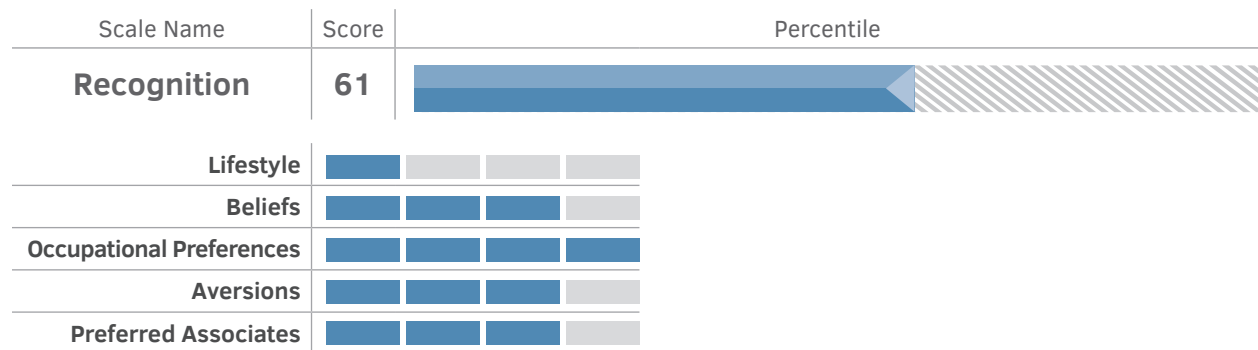 Scale Name Score Percentile
Recognition 61
Lifestyle
Beliefs
Occupational Preferences
Aversions
Preferred Associates